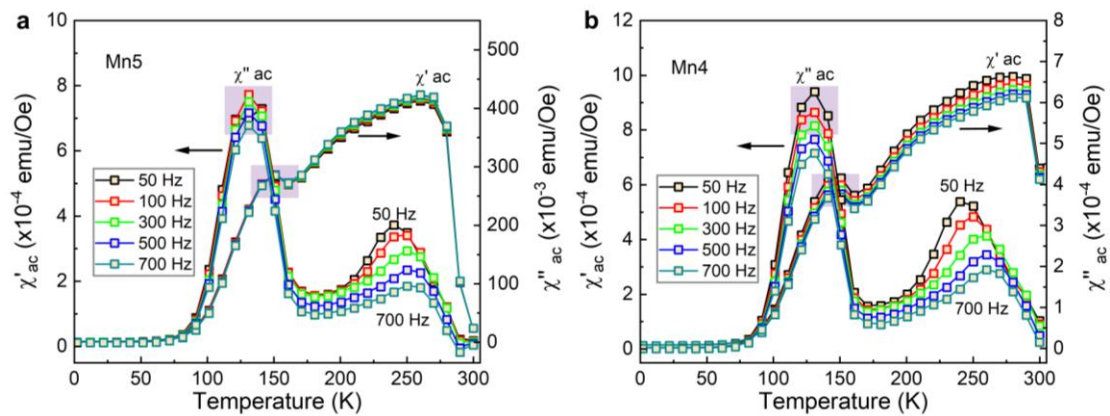 a
Mn5
χ'' ac
χ' ac
50 Hz
100 Hz
300 Hz
500 Hz
700 Hz
50 Hz
700 Hz
χ'ac (x10-4 emu/Oe)
10
8
6
4
2
0
χ''ac (x10-3 emu/Oe)
500
400
300
200
100
0
0 50 100 150 200 250 300
Temperature (K)
b
Mn4
χ'' ac
χ' ac
50 Hz
100 Hz
300 Hz
500 Hz
700 Hz
50 Hz
700 Hz
χ'ac (x10-4 emu/Oe)
12
10
8
6
4
2
0
χ''ac (x10-4 emu/Oe)
8
7
6
5
4
3
2
1
0
0 50 100 150 200 250 300
Temperature (K)